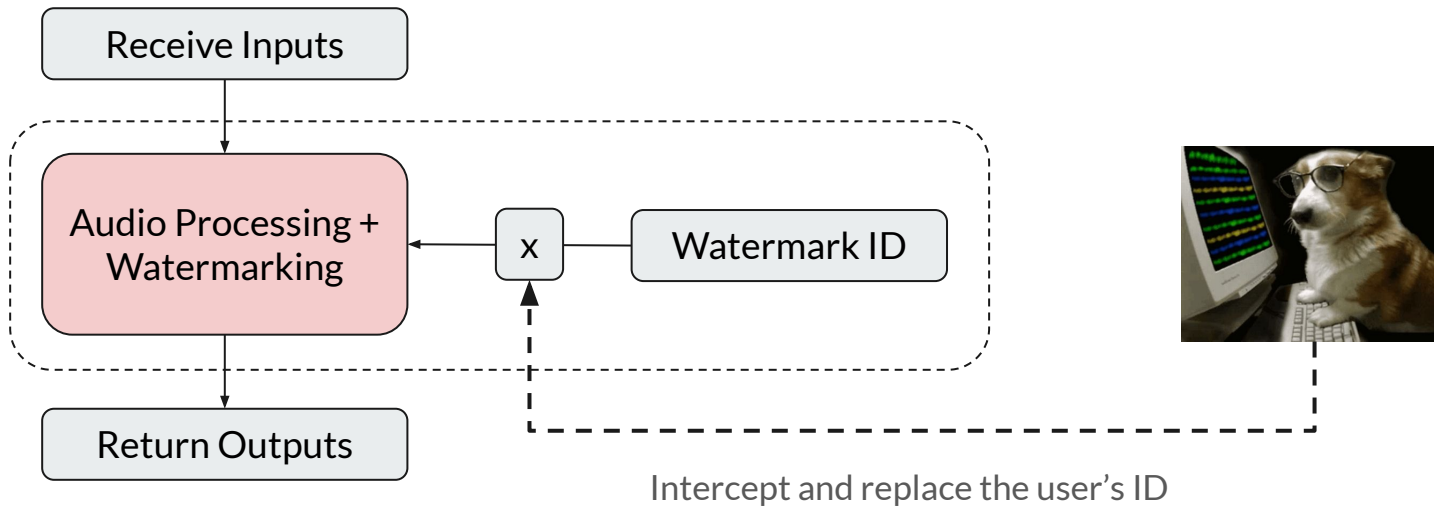 Receive Inputs
Audio Processing +
Watermarking
x
Watermark ID
Return Outputs
Intercept and replace the user’s ID